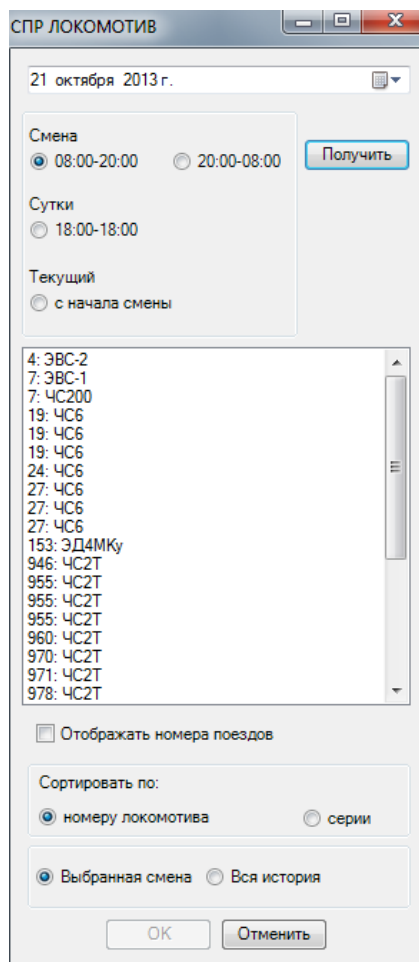 СПР ЛОКОМОТИВ
21 октября 2013 г.
Смена
08:00-20:00 20:00-08:00
Получить
Сутки
18:00-18:00
Текущий
с начала смены
4: ЭВС-2
7: ЭВС-1
7: ЧС200
19: ЧС6
19: ЧС6
19: ЧС6
24: ЧС6
27: ЧС6
27: ЧС6
27: ЧС6
153: ЭД4МКу
946: ЧС2Т
955: ЧС2Т
955: ЧС2Т
955: ЧС2Т
960: ЧС2Т
970: ЧС2Т
971: ЧС2Т
978: ЧС2Т
Отображать номера поездов
Сортировать по:
номеру локомотива серии
Выбранная смена Вся история
OK Отменить